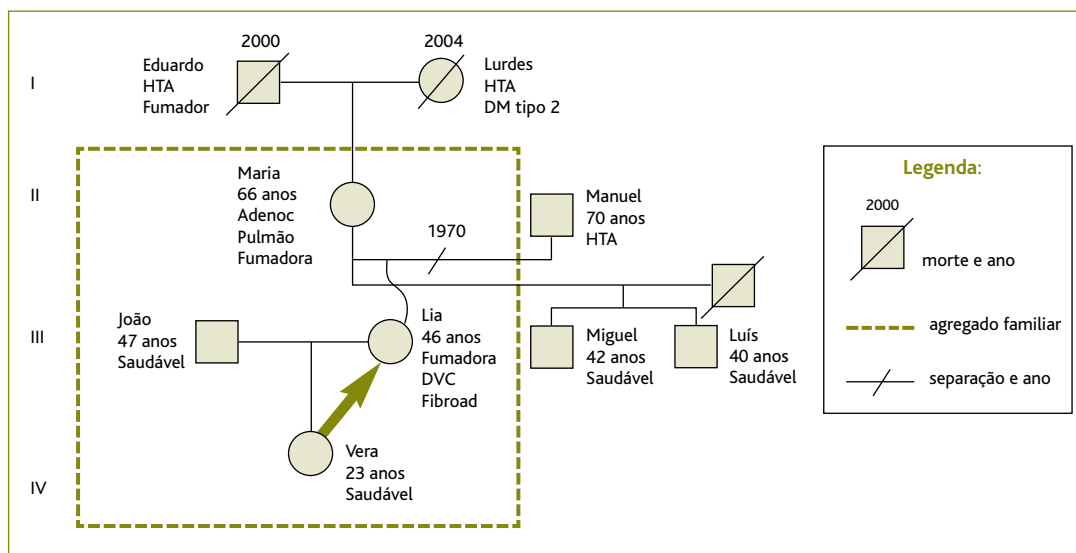 I
2000
Eduardo
HTA
Fumador
2004
Lurdes
HTA
DM tipo 2
II
Maria
66 anos
Adenoc
Pulmão
Fumadora
1970
Manuel
70 anos
HTA
III
João
47 anos
Saudável
Lia
46 anos
Fumadora
DVC
Fibroad
Miguel
42 anos
Saudável
Luís
40 anos
Saudável
IV
Vera
23 anos
Saudável
Legenda:
2000
morte e ano
agregado familiar
separação e ano